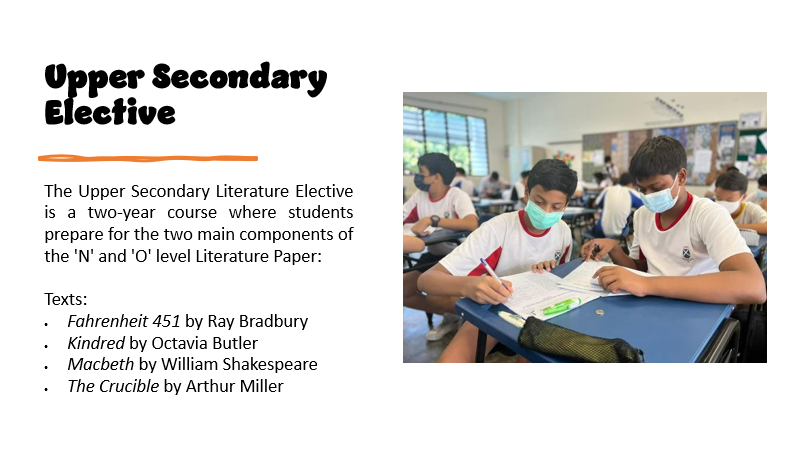 Upper Secondary
Elective
The Upper Secondary Literature Elective
is a two-year course where students
prepare for the two main components of
the 'N' and 'O' level Literature Paper:
Texts:
• Fahrenheit 451 by Ray Bradbury
• Kindred by Octavia Butler
• Macbeth by William Shakespeare
• The Crucible by Arthur Miller